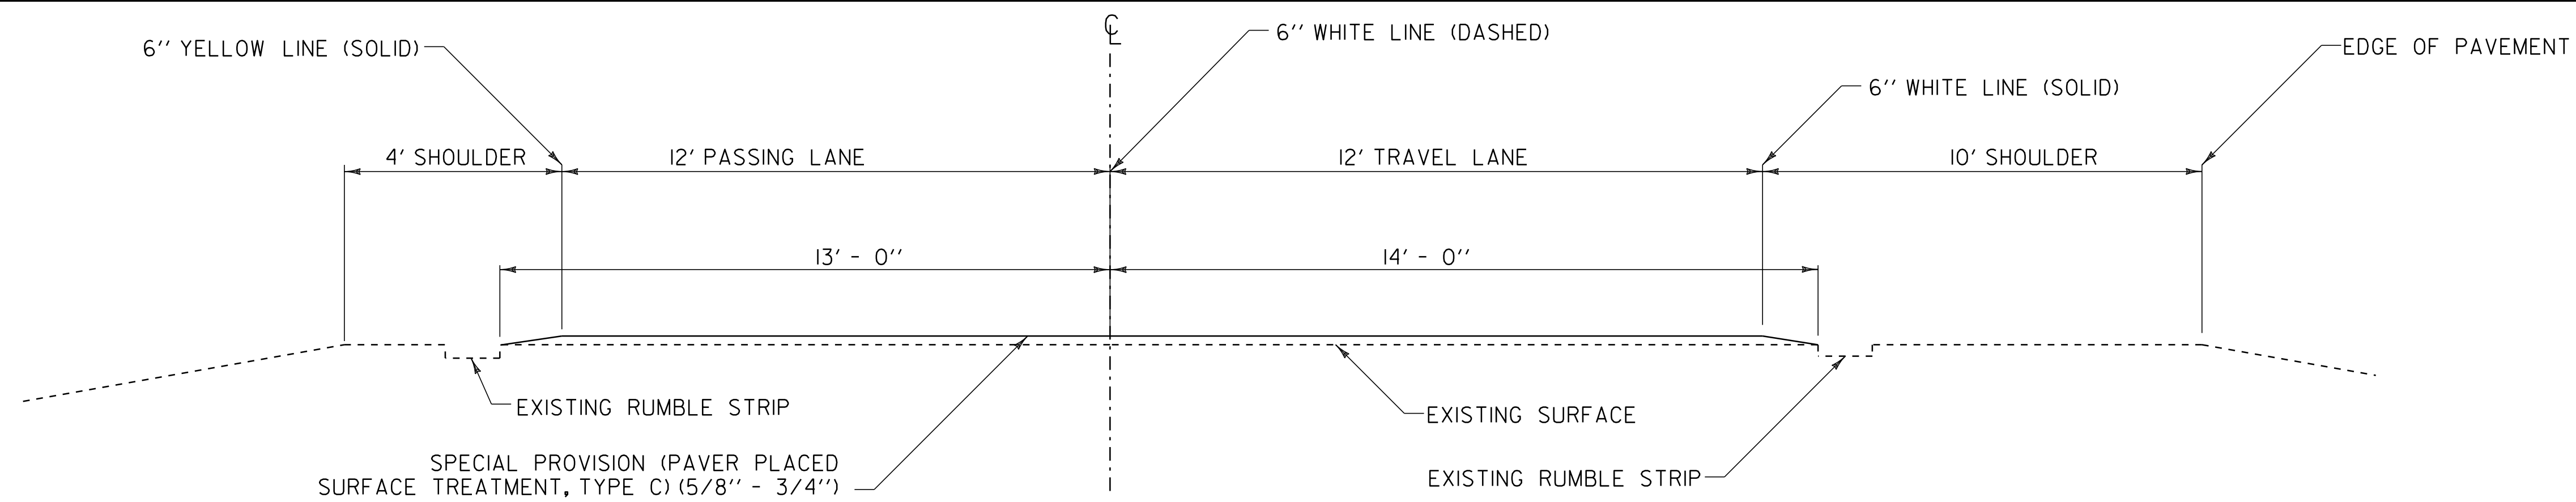 ℄
6'' WHITE LINE (DASHED)
6'' YELLOW LINE (SOLID)
EDGE OF PAVEMENT
6'' WHITE LINE (SOLID)
4' SHOULDER
12' PASSING LANE
12' TRAVEL LANE
10' SHOULDER
13' - 0''
14' - 0''
EXISTING RUMBLE STRIP
EXISTING SURFACE
SPECIAL PROVISION (PAVER PLACED
SURFACE TREATMENT, TYPE C) (5/8'' - 3/4'')
EXISTING RUMBLE STRIP